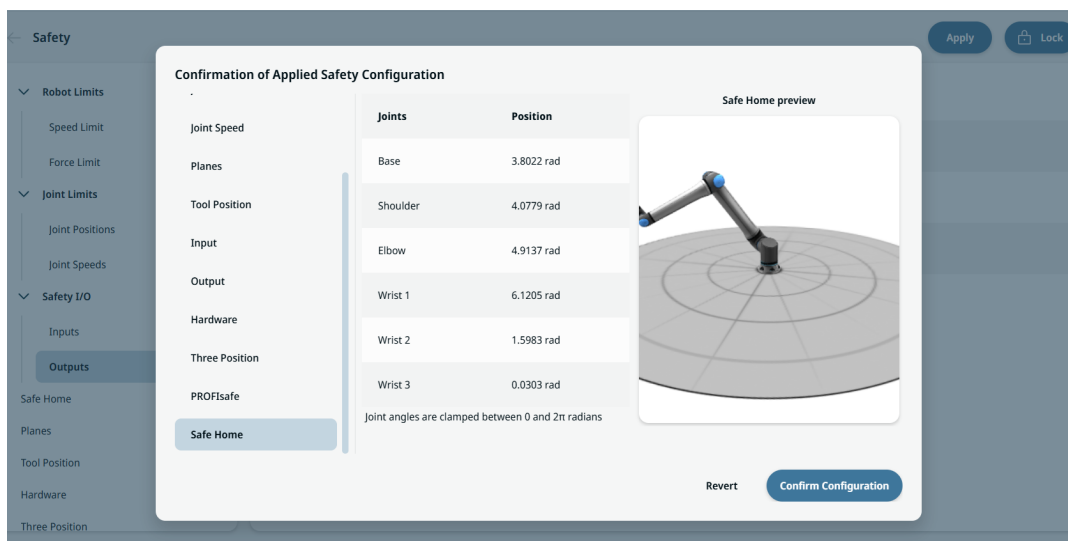 Safety
Apply
Lock
Robot Limits
Speed Limit
Force Limit
Joint Limits
Joint Positions
Joint Speeds
Safety I/O
Inputs
Outputs
Safe Home
Planes
Tool Position
Hardware
Three Position
Confirmation of Applied Safety Configuration
Joint Speed
Planes
Tool Position
Input
Output
Hardware
Three Position
PROFIsafe
Safe Home
Joints Position
Base 3.8022 rad
Shoulder 4.0779 rad
Elbow 4.9137 rad
Wrist 1 6.1205 rad
Wrist 2 1.5983 rad
Wrist 3 0.0303 rad
Joint angles are clamped between 0 and 2π radians
Safe Home preview
Revert
Confirm Configuration